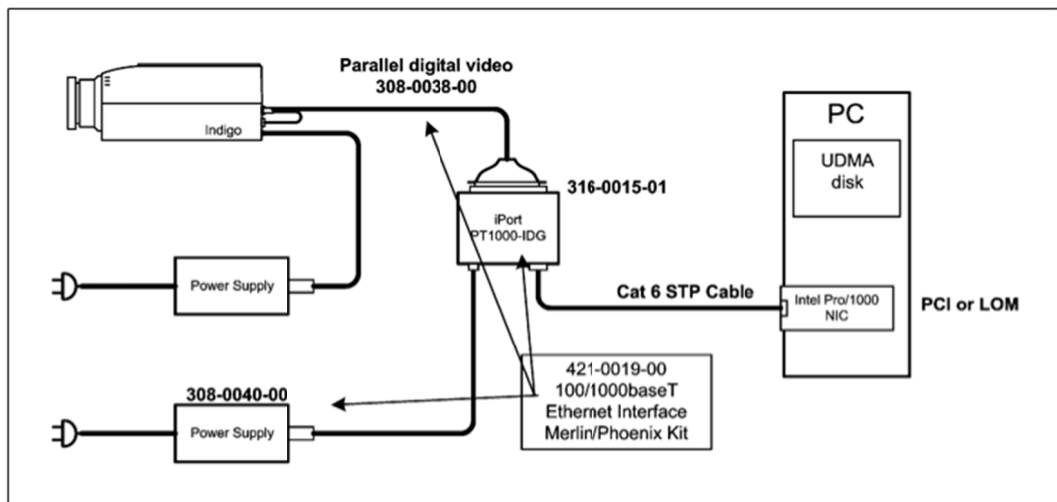 Parallel digital video
308-0038-00
Indigo
PC
UDMA
disk
316-0015-01
iPort
PT1000-IDG
Power Supply
Cat 6 STP Cable
Intel Pro/1000
NIC
PCI or LOM
421-0019-00
100/1000baseT
Ethernet Interface
Merlin/Phoenix Kit
308-0040-00
Power Supply